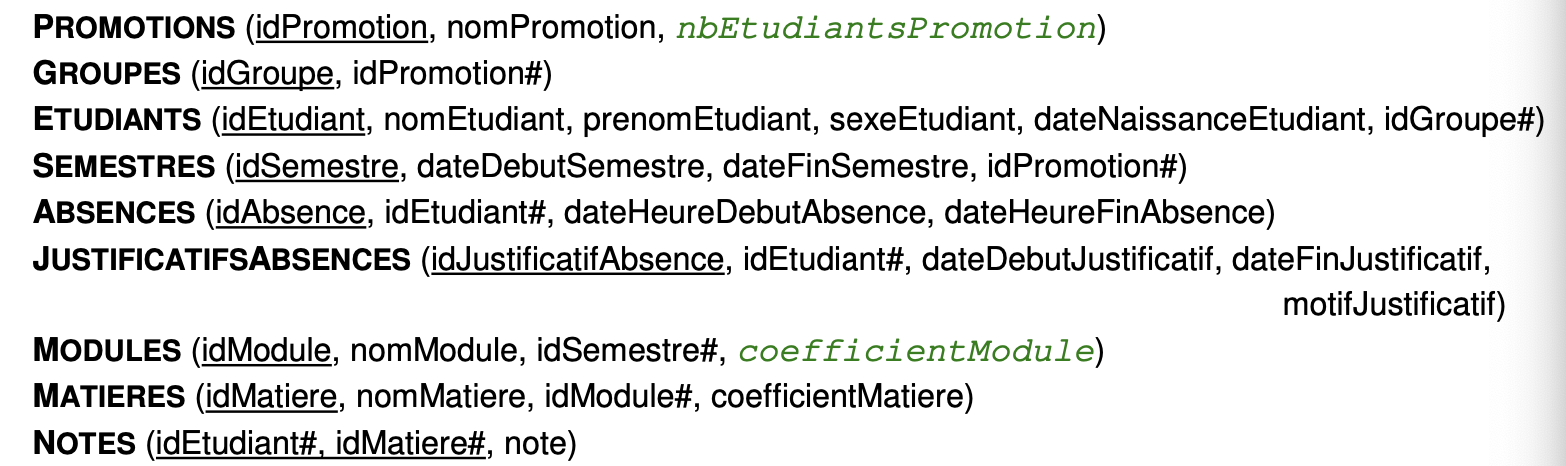 PROMOTIONS (idPromotion, nomPromotion, nbEtudiantsPromotion)
GROUPES (idGroupe, idPromotion#)
ETUDIANTS (idEtudiant, nomEtudiant, prenomEtudiant, sexeEtudiant, dateNaissanceEtudiant, idGroupe#)
SEMESTRES (idSemestre, dateDebutSemestre, dateFinSemestre, idPromotion#)
ABSENCES (idAbsence, idEtudiant#, dateHeureDebutAbsence, dateHeureFinAbsence)
JUSTIFICATIFSABSENCES (idJustificatifAbsence, idEtudiant#, dateDebutJustificatif, dateFinJustificatif,
motifJustificatif)
MODULES (idModule, nomModule, idSemestre#, coefficientModule)
MATIERES (idMatiere, nomMatiere, idModule#, coefficientMatiere)
NOTES (idEtudiant#, idMatiere#, note)